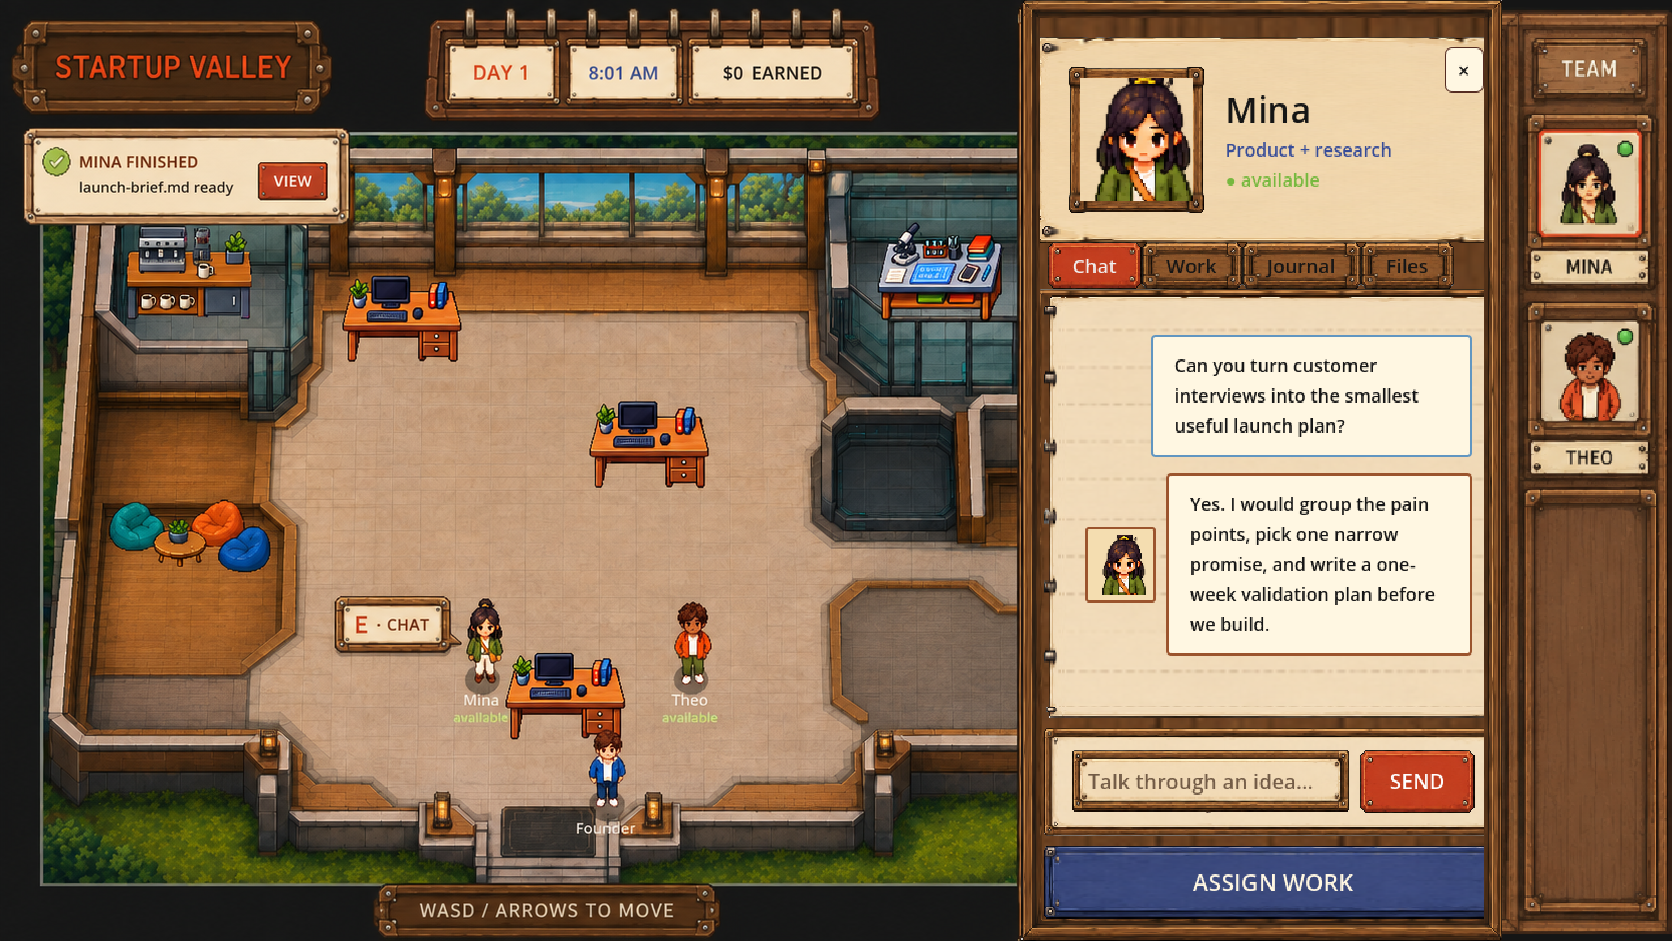 STARTUP VALLEY
DAY 1
8:01 AM
$0 EARNED
MINA FINISHED
launch-brief.md ready
VIEW
E · CHAT
Mina
available
Theo
available
Founder
WASD / ARROWS TO MOVE
Mina
Product + research
● available
×
Chat
Work
Journal
Files
Can you turn customer
interviews into the smallest
useful launch plan?
Yes. I would group the pain
points, pick one narrow
promise, and write a one-
week validation plan before
we build.
Talk through an idea...
SEND
ASSIGN WORK
TEAM
MINA
THEO